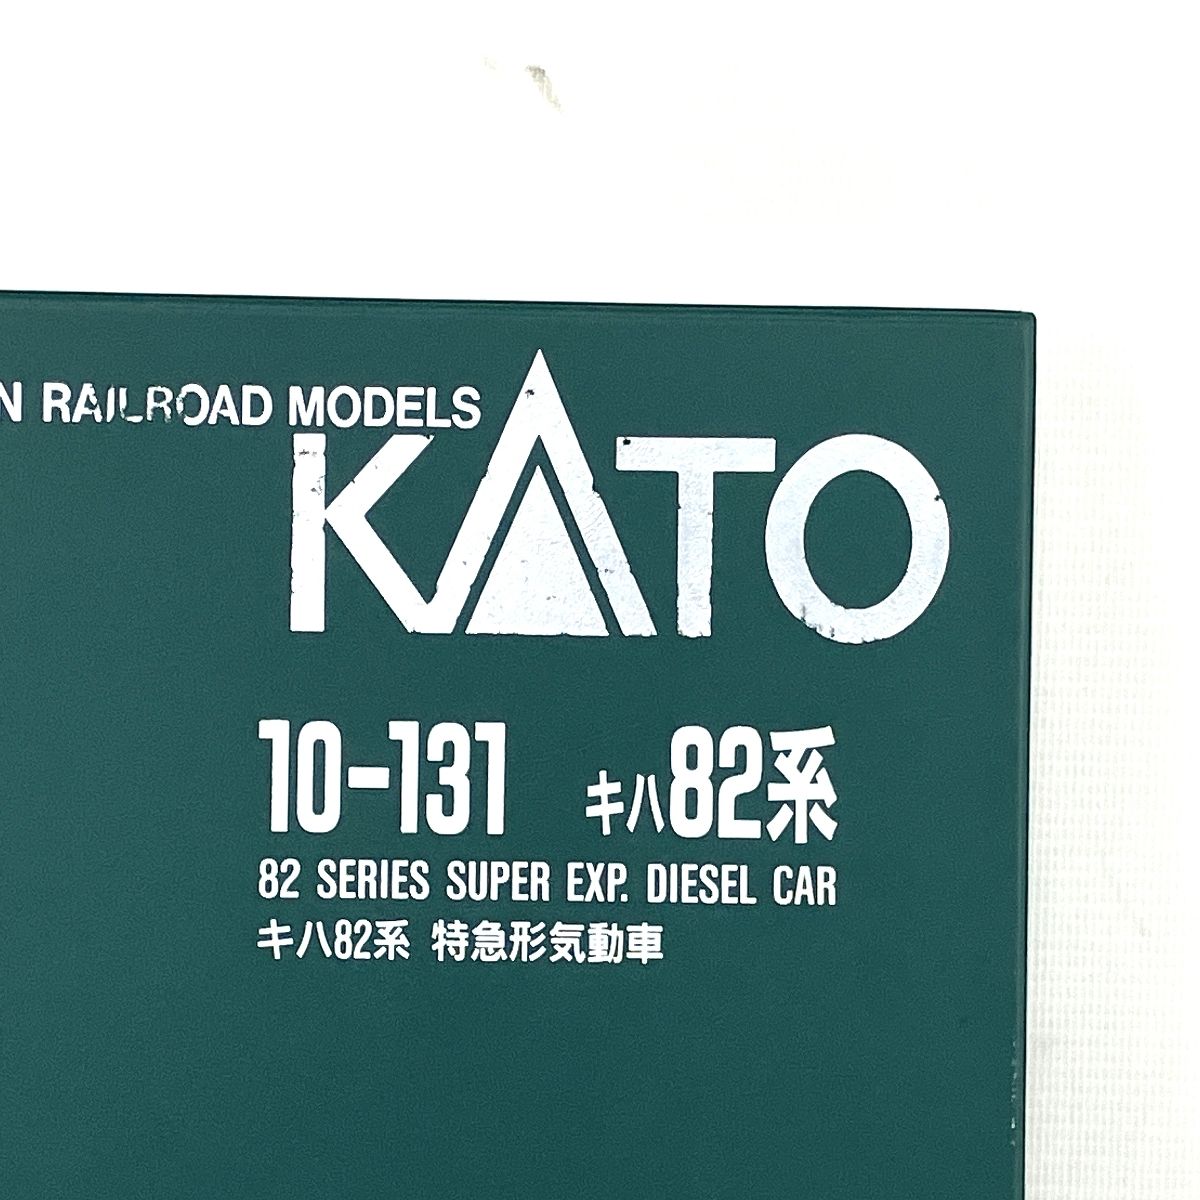 N RAILROAD MODELS
KATO
10-131 キハ82系
82 SERIES SUPER EXP. DIESEL CAR
キハ82系 特急形気動車